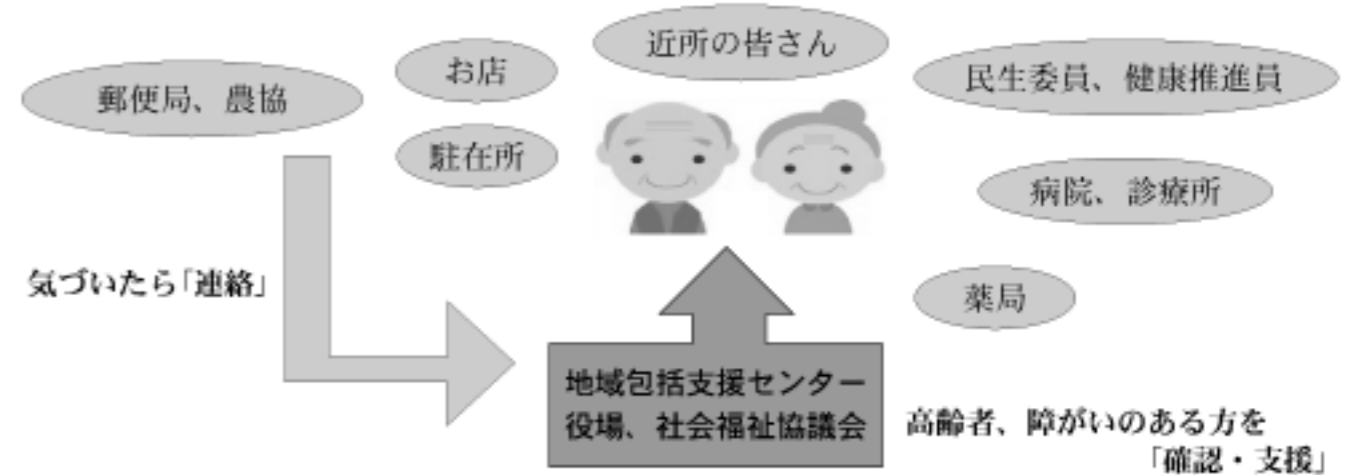 近所の皆さん
お店
民生委員、健康推進員
郵便局、農協
駐在所
病院、診療所
気づいたら「連絡」
薬局
地域包括支援センター
役場、社会福祉協議会
高齢者、障がいのある方を
「確認・支援」